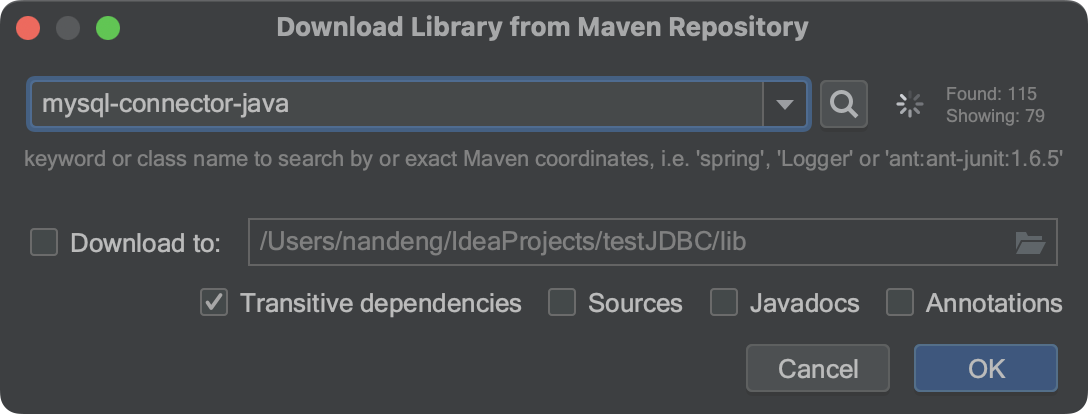 Download Library from Maven Repository
mysql-connector-java
Found: 115
Showing: 79
keyword or class name to search by or exact Maven coordinates, i.e. 'spring', 'Logger' or 'ant:ant-junit:1.6.5'
Download to: /Users/nandeng/IdeaProjects/testJDBC/lib
Transitive dependencies Sources Javadocs Annotations
Cancel OK